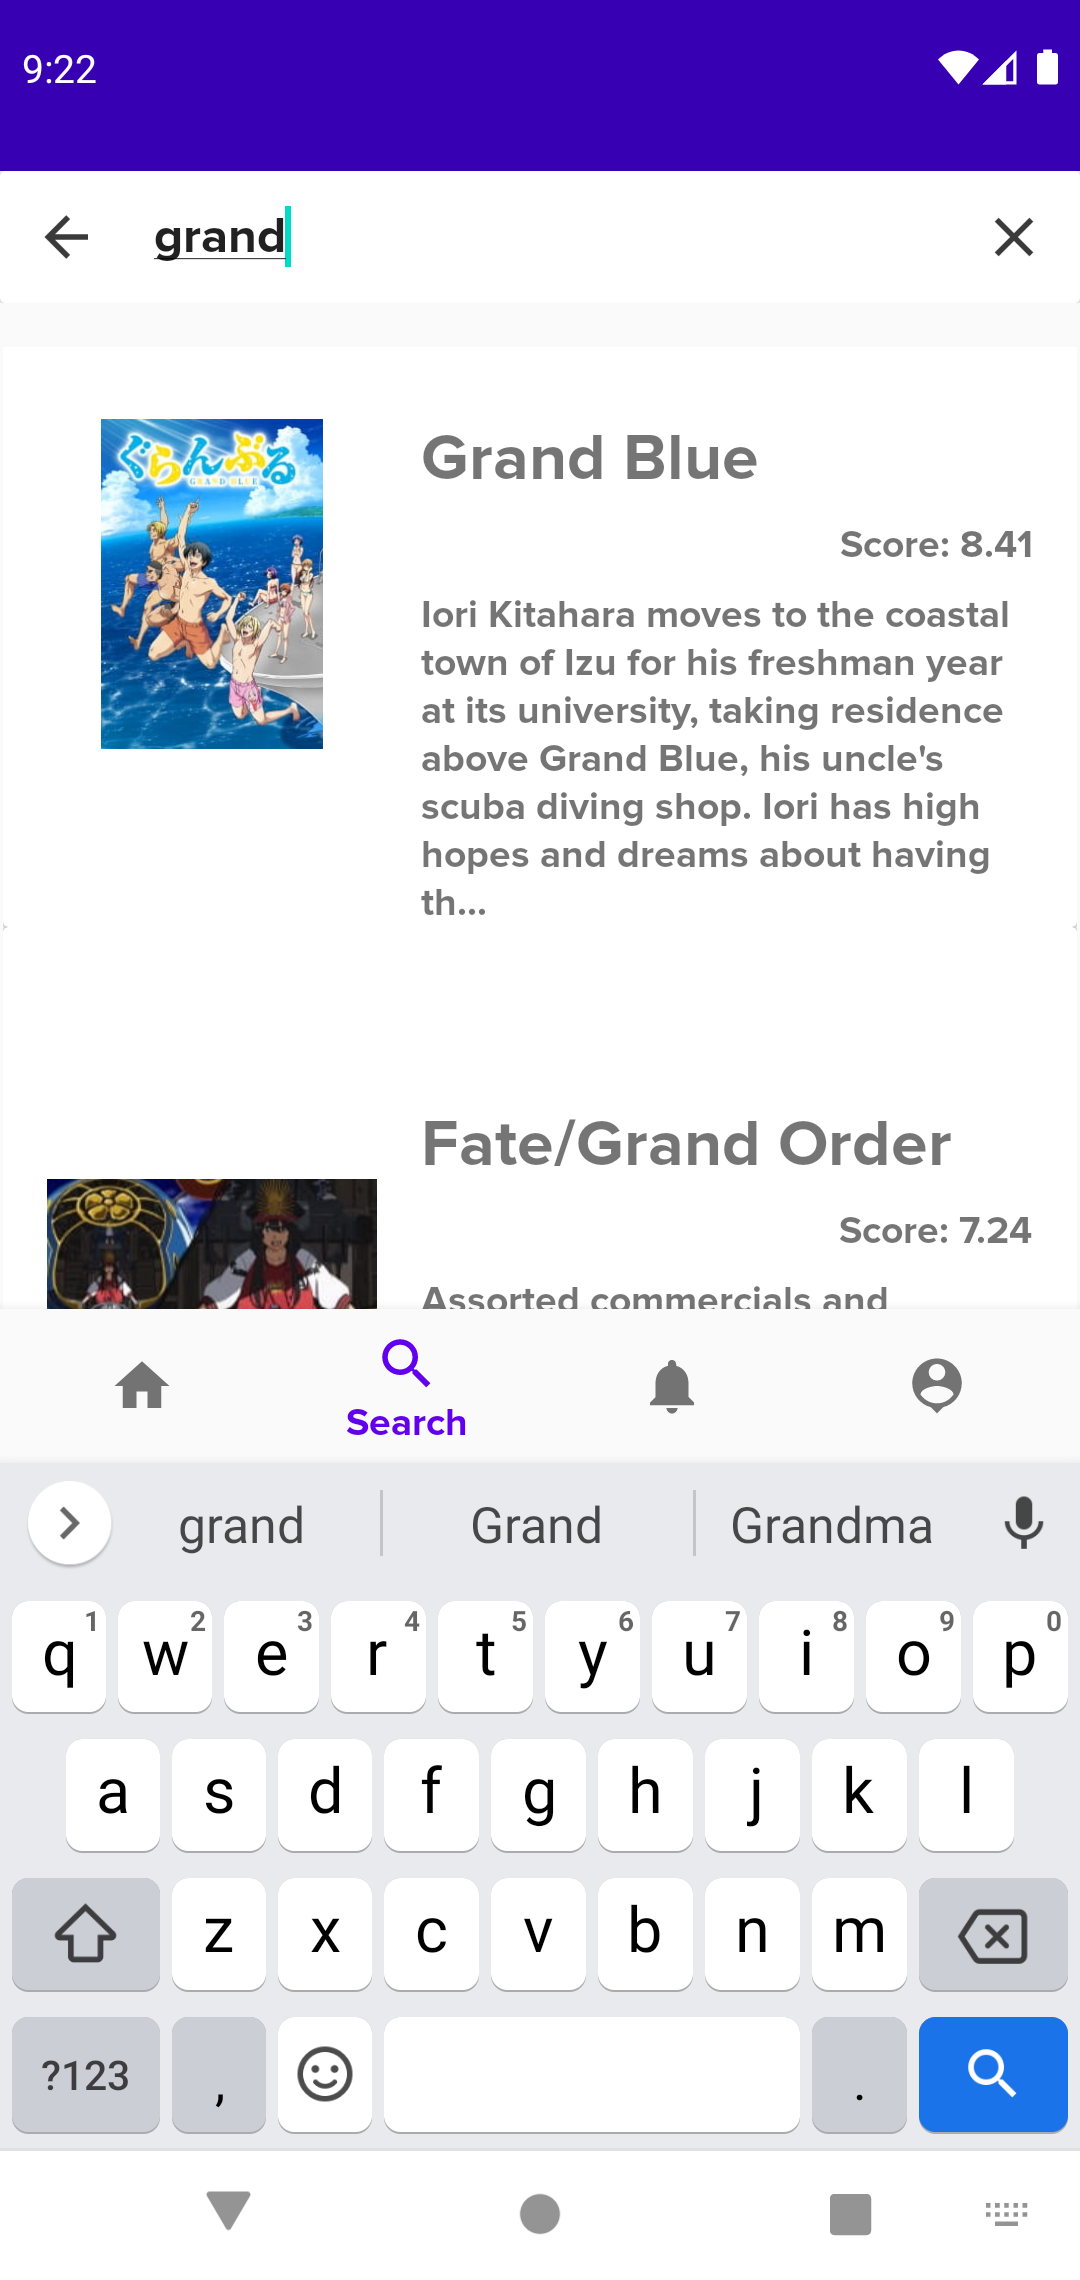 9:22
grand
ぐらんぶる
GRAND BLUE
Grand Blue
Score: 8.41
Iori Kitahara moves to the coastal
town of Izu for his freshman year
at its university, taking residence
above Grand Blue, his uncle's
scuba diving shop. Iori has high
hopes and dreams about having
th...
Fate/Grand Order
Score: 7.24
Assorted commercials and
Search
grand
Grand
Grandma
q 1 w 2 e 3 r 4 t 5 y 6 u 7 i 8 o 9 p 0
a s d f g h j k l
z x c v b n m
?123 , .